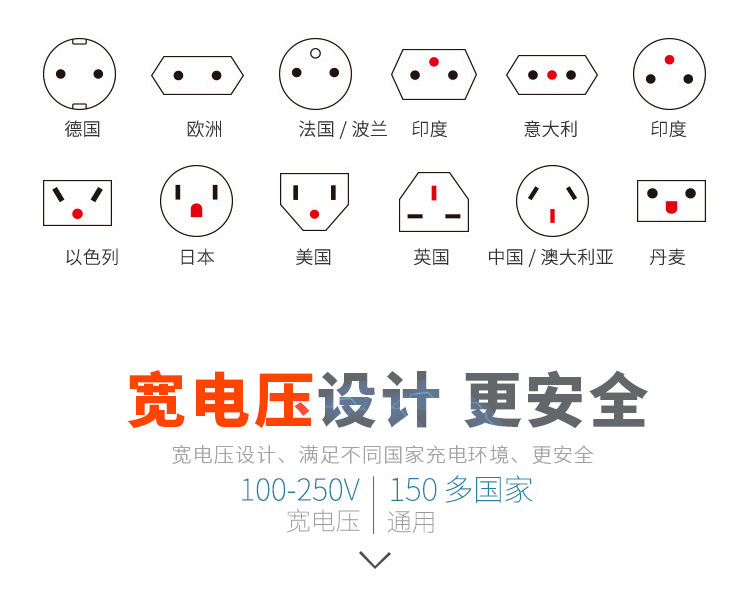 德国 欧洲 法国 / 波兰 印度 意大利 印度
以色列 日本 美国 英国 中国 / 澳大利亚 丹麦
宽电压设计 更安全
宽电压设计、满足不同国家充电环境、更安全
100-250V 150 多国家
宽电压 通用